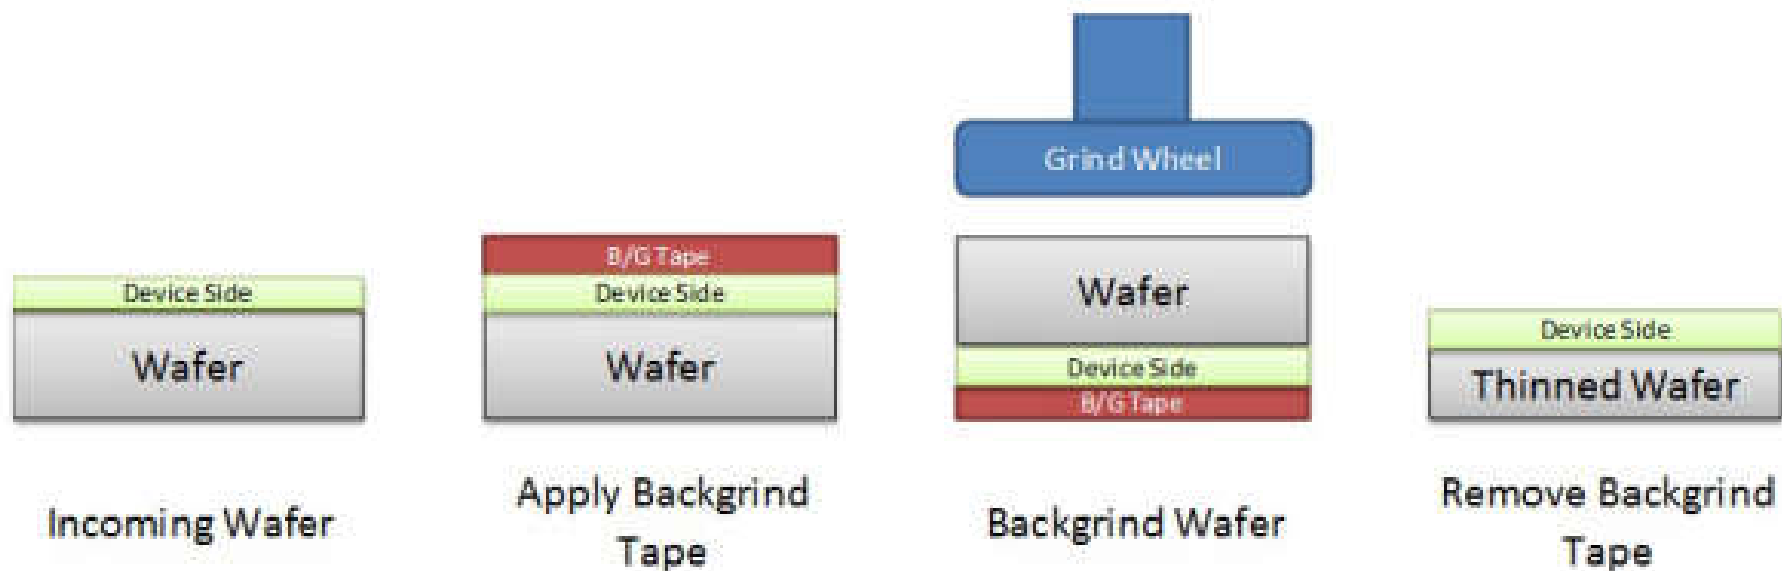 Device Side
Wafer
Incoming Wafer
B/G Tape
Device Side
Wafer
Apply Backgrind
Tape
Grind Wheel
Wafer
Device Side
B/G Tape
Backgrind Wafer
Device Side
Thinned Wafer
Remove Backgrind
Tape